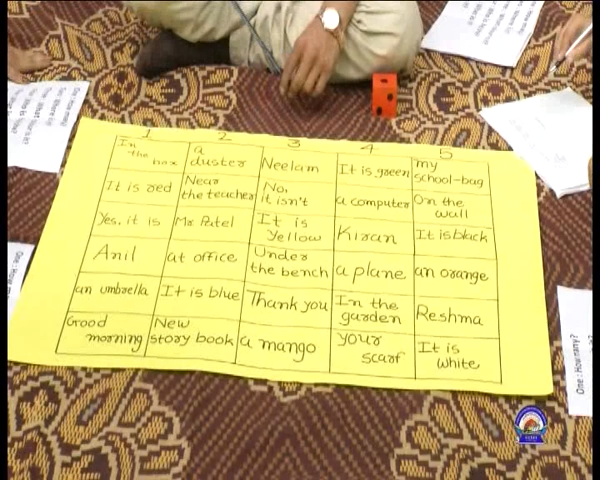 1 2 3 4 5
In
the box
a
duster
Neelam
It is green
my
school-bag
It is red
Near
the teacher
No,
it isn't
a computer
On the
wall
Yes, it is
Mr Patel
It is
Yellow
Kiran
It is black
Anil
at office
Under
the bench
a plane
an orange
an umbrella
It is blue
Thank you
In the
garden
Reshma
Good
morning
New
story book
a mango
your
scarf
It is
white
One: How many?